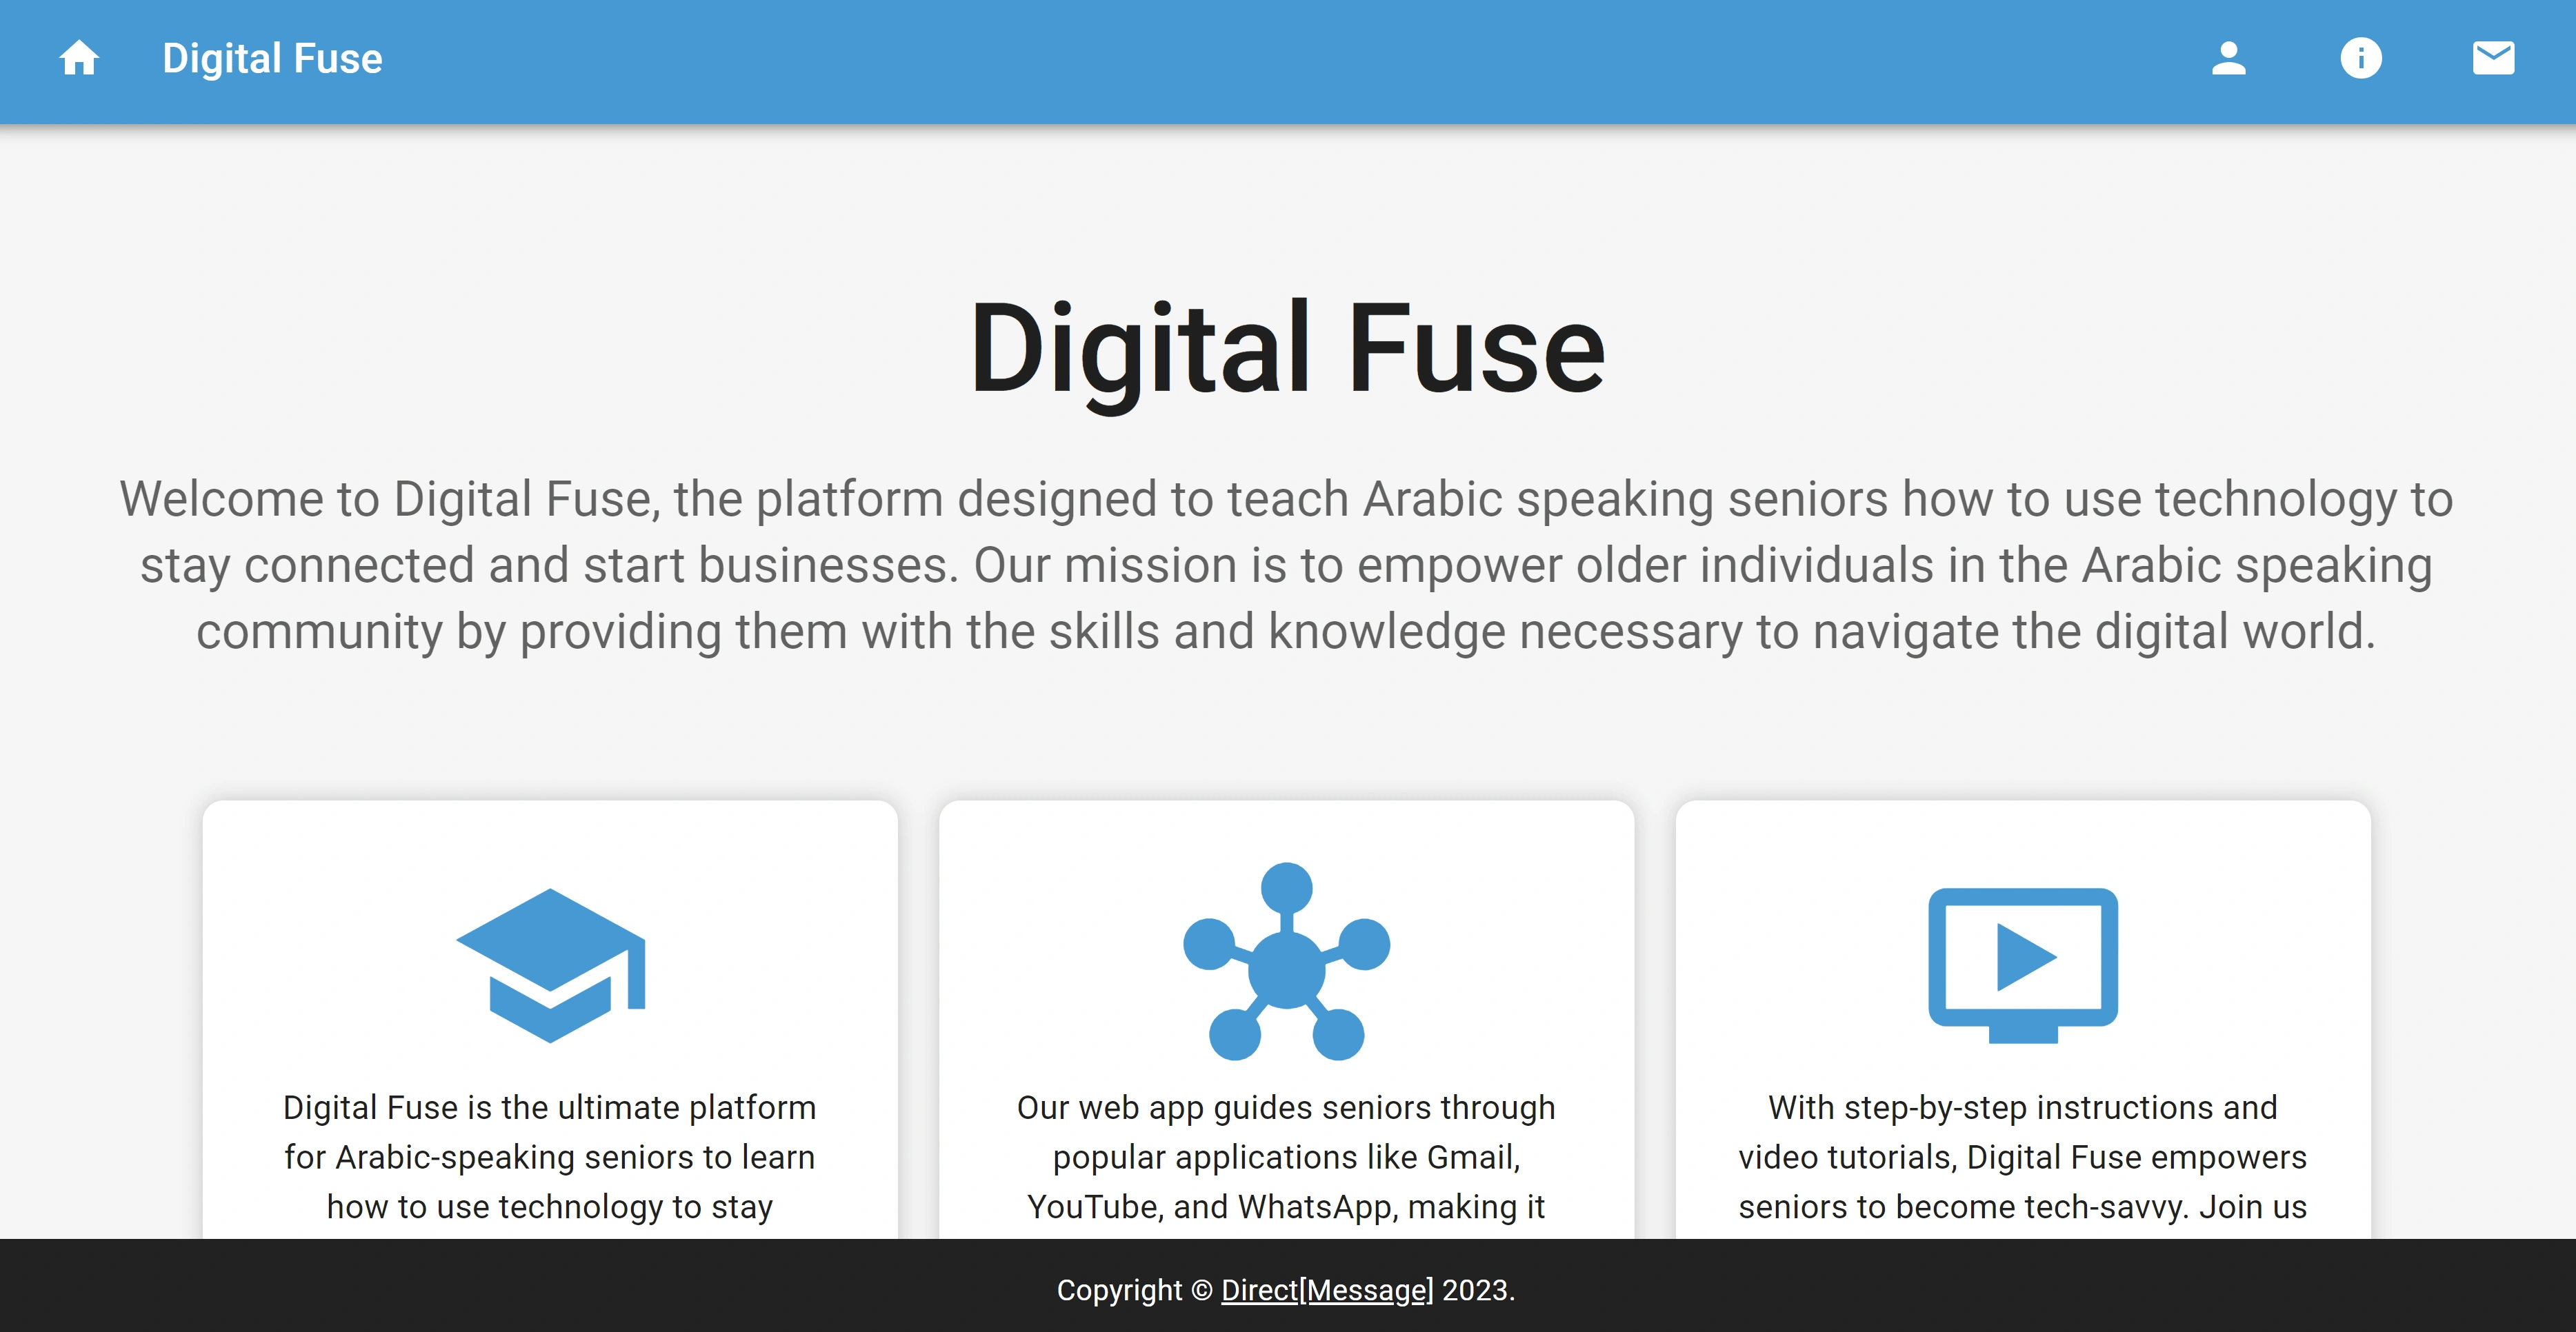 Digital Fuse
Digital Fuse
Welcome to Digital Fuse, the platform designed to teach Arabic speaking seniors how to use technology to
stay connected and start businesses. Our mission is to empower older individuals in the Arabic speaking
community by providing them with the skills and knowledge necessary to navigate the digital world.
Digital Fuse is the ultimate platform
for Arabic-speaking seniors to learn
how to use technology to stay
Our web app guides seniors through
popular applications like Gmail,
YouTube, and WhatsApp, making it
With step-by-step instructions and
video tutorials, Digital Fuse empowers
seniors to become tech-savvy. Join us
Copyright © Direct[Message] 2023.